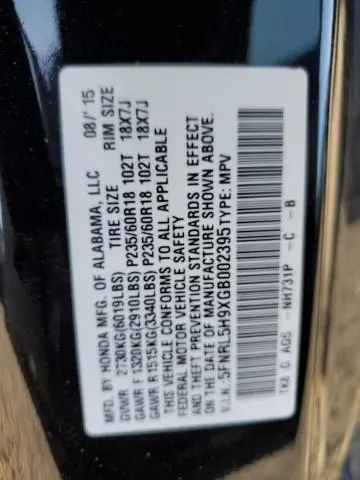 MFD. BY HONDA MFG. OF ALABAMA, LLC 08/15
GVWR 2730KG(6019LBS) TIRE SIZE RIM SIZE
GAWR F 1320KG(2910LBS) P235/60R18 102T 18X7J
GAWR R 1515KG(3340LBS) P235/60R18 102T 18X7J
THIS VEHICLE CONFORMS TO ALL APPLICABLE
FEDERAL MOTOR VEHICLE SAFETY
AND THEFT PREVENTION STANDARDS IN EFFECT
ON THE DATE OF MANUFACTURE SHOWN ABOVE.
V.I.N.: 5FNRL5H9XGB002395 TYPE: MPV
TK8 G AG5 NH731P -C -B